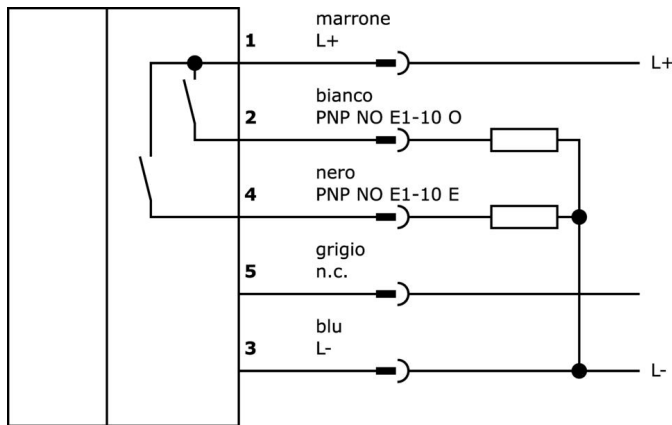 marrone
1 L+ L+
bianco
2 PNP NO E1-10 O
nero
4 PNP NO E1-10 E
grigio
5 n.c.
blu
3 L- L-